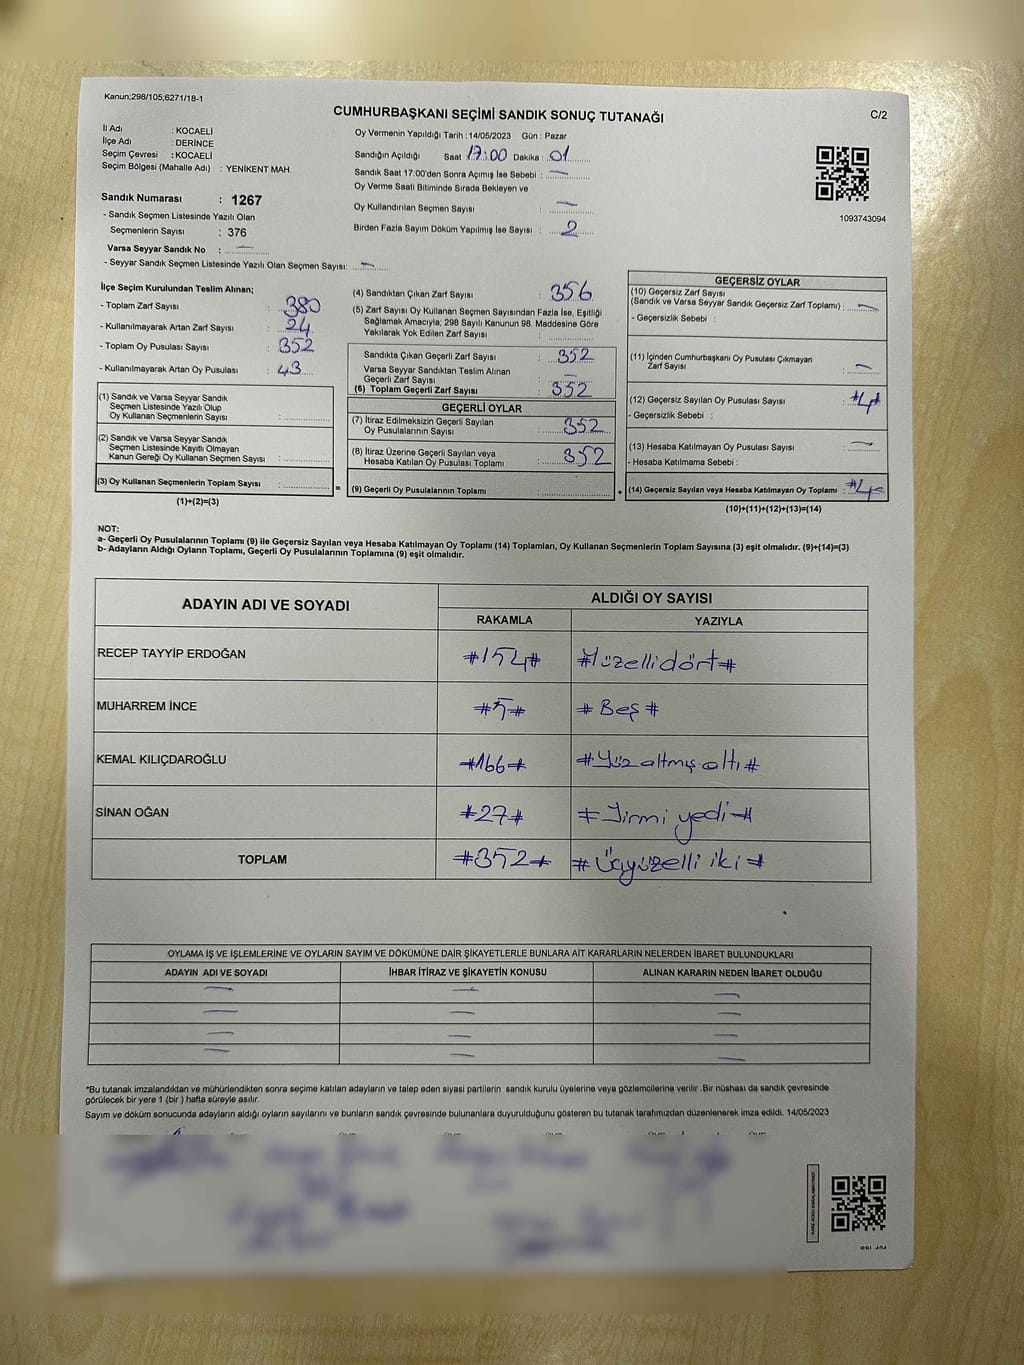 Kanun;298/105;6271/18-1
CUMHURBAŞKANI SEÇİMİ SANDIK SONUÇ TUTANAĞI
C/2
İl Adı : KOCAELİ
İlçe Adı : DERİNCE
Seçim Çevresi : KOCAELİ
Seçim Bölgesi (Mahalle Adı) : YENİKENT MAH.
Oy Vermenin Yapıldığı Tarih : 14/05/2023 Gün : Pazar
Sandığın Açıldığı Saat 17:00 Dakika : 01
Sandık Saat 17:00'den Sonra Açımış İse Sebebi : —
Oy Verme Saati Bitiminde Sırada Bekleyen ve
Oy Kullandırılan Seçmen Sayısı : —
Birden Fazla Sayım Döküm Yapılmış İse Sayısı : 2
1093743094
Sandık Numarası : 1267
- Sandık Seçmen Listesinde Yazılı Olan
Seçmenlerin Sayısı : 376
Varsa Seyyar Sandık No : —
- Seyyar Sandık Seçmen Listesinde Yazılı Olan Seçmen Sayısı: —
İlçe Seçim Kurulundan Teslim Alınan;
- Toplam Zarf Sayısı : 380
- Kullanılmayarak Artan Zarf Sayısı : 24
- Toplam Oy Pusulası Sayısı : 352
- Kullanılmayarak Artan Oy Pusulası : 43
(1) Sandık ve Varsa Seyyar Sandık
Seçmen Listesinde Yazılı Olup
Oy Kullanan Seçmenlerin Sayısı :
(2) Sandık ve Varsa Seyyar Sandık
Seçmen Listesinde Kayıtlı Olmayan
Kanun Gereği Oy Kullanan Seçmen Sayısı :
(3) Oy Kullanan Seçmenlerin Toplam Sayısı :
(1)+(2)=(3)
=
(4) Sandıktan Çıkan Zarf Sayısı : 356
(5) Zarf Sayısı Oy Kullanan Seçmen Sayısından Fazla İse, Eşitliği
Sağlamak Amacıyla; 298 Sayılı Kanunun 98. Maddesine Göre
Yakılarak Yok Edilen Zarf Sayısı :
Sandıkta Çıkan Geçerli Zarf Sayısı : 352
Varsa Seyyar Sandıktan Teslim Alınan
Geçerli Zarf Sayısı : —
(6) Toplam Geçerli Zarf Sayısı : 352
GEÇERLİ OYLAR
(7) İtiraz Edilmeksizin Geçerli Sayılan
Oy Pusulalarının Sayısı : 352
(8) İtiraz Üzerine Geçerli Sayılan veya
Hesaba Katılan Oy Pusulası Toplamı : 352
(9) Geçerli Oy Pusulalarının Toplamı :
+
GEÇERSİZ OYLAR
(10) Geçersiz Zarf Sayısı
(Sandık ve Varsa Seyyar Sandık Geçersiz Zarf Toplamı) : —
- Geçersizlik Sebebi :
(11) İçinden Cumhurbaşkanı Oy Pusulası Çıkmayan
Zarf Sayısı : —
(12) Geçersiz Sayılan Oy Pusulası Sayısı : #4#
- Geçersizlik Sebebi :
(13) Hesaba Katılmayan Oy Pusulası Sayısı : —
- Hesaba Katılmama Sebebi :
(14) Geçersiz Sayılan veya Hesaba Katılmayan Oy Toplamı : #4#
(10)+(11)+(12)+(13)=(14)
NOT:
a- Geçerli Oy Pusulalarının Toplamı (9) ile Geçersiz Sayılan veya Hesaba Katılmayan Oy Toplamı (14) Toplamları, Oy Kullanan Seçmenlerin Toplam Sayısına (3) eşit olmalıdır. (9)+(14)=(3)
b- Adayların Aldığı Oyların Toplamı, Geçerli Oy Pusulalarının Toplamına (9) eşit olmalıdır.
ADAYIN ADI VE SOYADI
ALDIĞI OY SAYISI
RAKAMLA YAZIYLA
RECEP TAYYİP ERDOĞAN #154# #Yüzellidört#
MUHARREM İNCE #5# #Beş#
KEMAL KILIÇDAROĞLU #166# #Yüz altmış altı#
SİNAN OĞAN #27# #Yirmi yedi#
TOPLAM #352# #Üçyüzelli iki#
OYLAMA İŞ VE İŞLEMLERİNE VE OYLARIN SAYIM VE DÖKÜMÜNE DAİR ŞİKAYETLERLE BUNLARA AİT KARARLARIN NELERDEN İBARET BULUNDUKLARI
ADAYIN ADI VE SOYADI İHBAR İTİRAZ VE ŞİKAYETİN KONUSU ALINAN KARARIN NEDEN İBARET OLDUĞU
— — —
— — —
— — —
— — —
*Bu tutanak imzalandıktan ve mühürlendikten sonra seçime katılan adayların ve talep eden siyasi partilerin sandık kurulu üyelerine veya gözlemcilerine verilir .Bir nüshası da sandık çevresinde
görülecek bir yere 1 (bir ) hafta süreyle asılır.
Sayım ve döküm sonucunda adayların aldığı oyların sayılarını ve bunların sandık çevresinde bulunanlara duyurulduğunu gösteren bu tutanak tarafımızdan düzenlenerek imza edildi. 14/05/2023